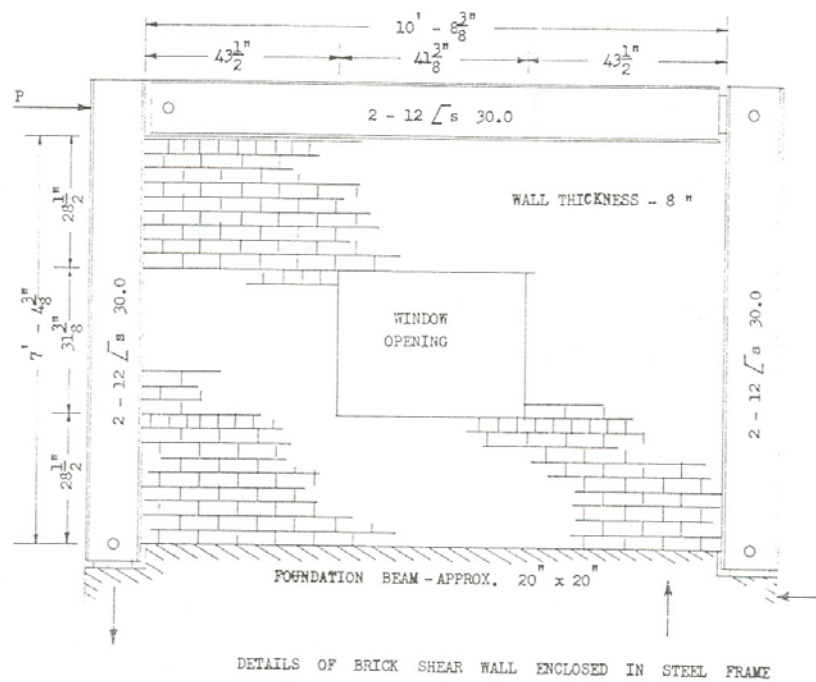 10' - 8 3/8"
43 1/2" 41 3/8" 43 1/2"
P
2 - 12 [s 30.0
28 1/2"
WALL THICKNESS - 8 "
7' - 4 3/8"
31 3/8"
2 - 12 [s 30.0
WINDOW
OPENING
2 - 12 [s 30.0
28 1/2"
FOUNDATION BEAM - APPROX. 20" x 20"
DETAILS OF BRICK SHEAR WALL ENCLOSED IN STEEL FRAME